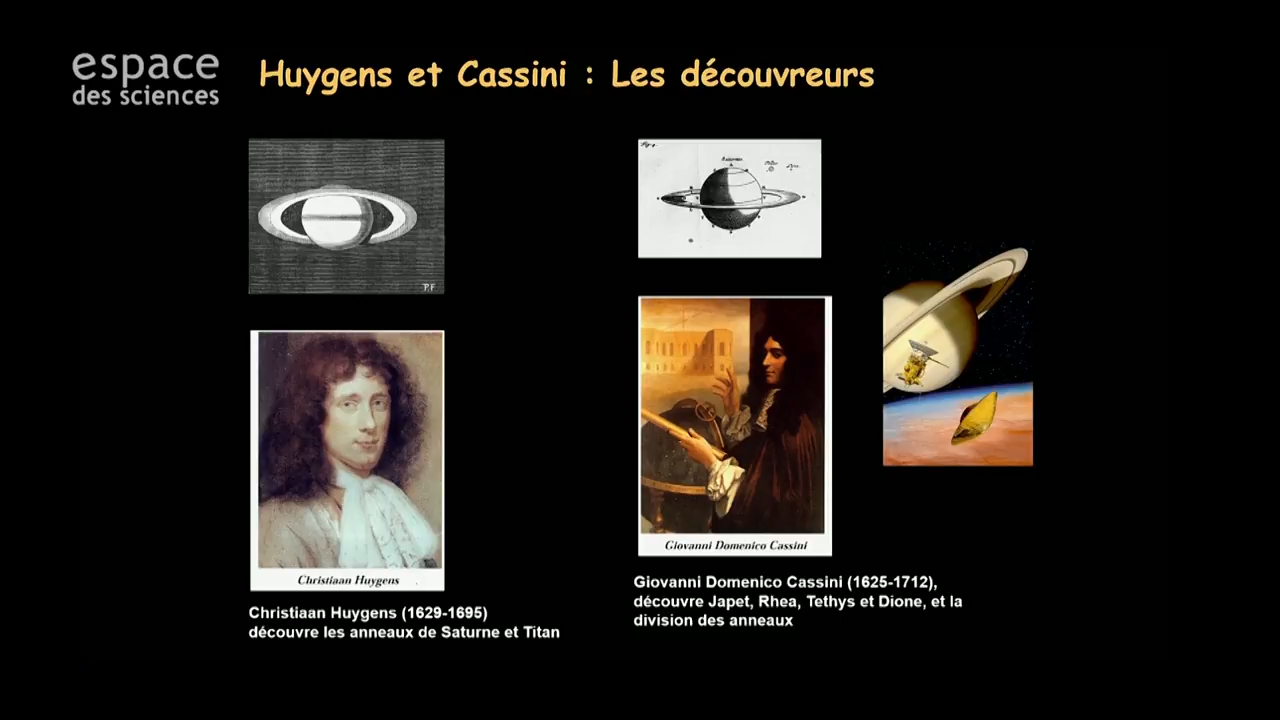 espace
des sciences
Huygens et Cassini : Les découvreurs
P.F
Christiaan Huygens
Giovanni Domenico Cassini
Christiaan Huygens (1629-1695)
découvre les anneaux de Saturne et Titan
Giovanni Domenico Cassini (1625-1712),
découvre Japet, Rhea, Tethys et Dione, et la
division des anneaux